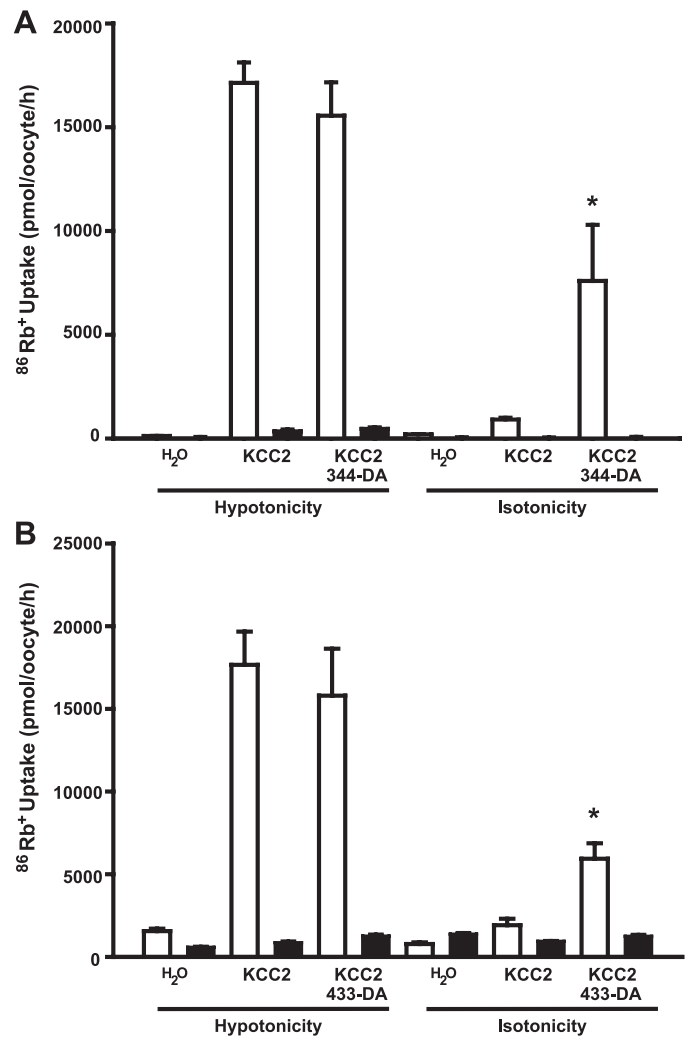 A
20000
15000
10000
5000
0
⁸⁶Rb⁺ Uptake (pmol/oocyte/h)
*
H₂O KCC2 KCC2 344-DA H₂O KCC2 KCC2 344-DA
Hypotonicity Isotonicity
B
25000
20000
15000
10000
5000
0
⁸⁶Rb⁺ Uptake (pmol/oocyte/h)
*
H₂O KCC2 KCC2 433-DA H₂O KCC2 KCC2 433-DA
Hypotonicity Isotonicity